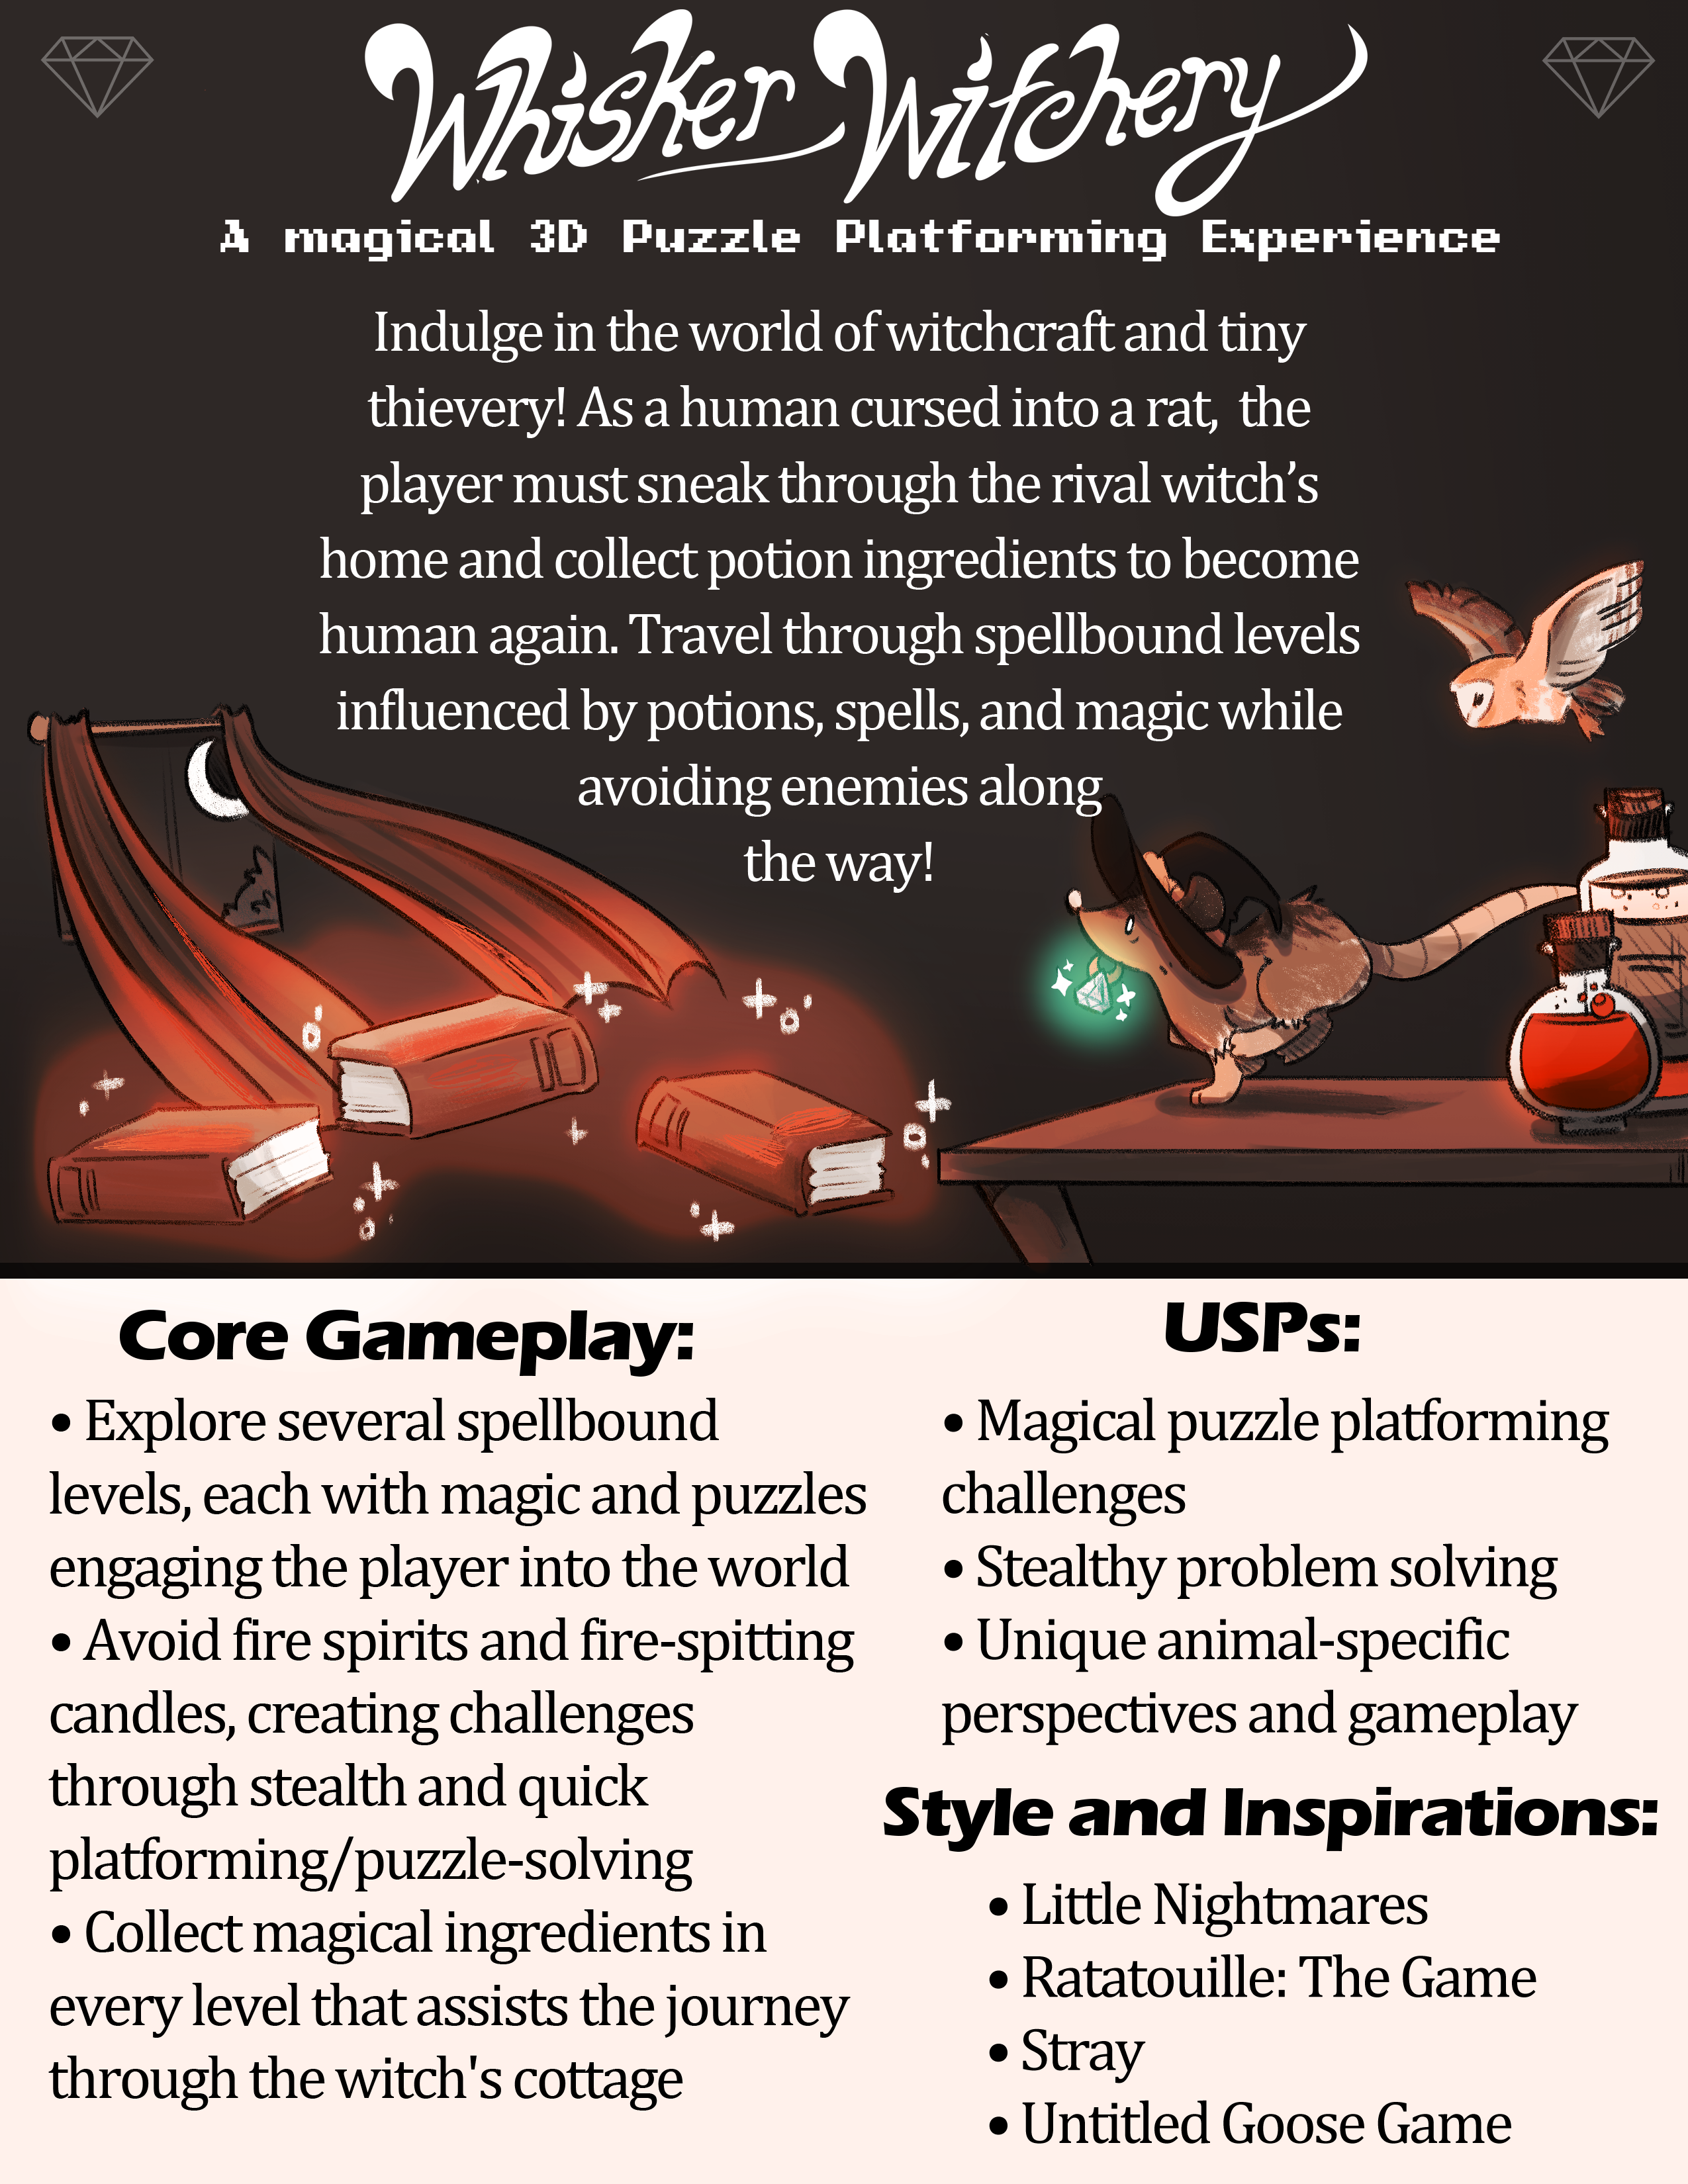 Whisker Witchery
A magical 3D Puzzle Platforming Experience
Indulge in the world of witchcraft and tiny
thievery! As a human cursed into a rat, the
player must sneak through the rival witch’s
home and collect potion ingredients to become
human again. Travel through spellbound levels
influenced by potions, spells, and magic while
avoiding enemies along
the way!
Core Gameplay:
• Explore several spellbound
levels, each with magic and puzzles
engaging the player into the world
• Avoid fire spirits and fire-spitting
candles, creating challenges
through stealth and quick
platforming/puzzle-solving
• Collect magical ingredients in
every level that assists the journey
through the witch's cottage
USPs:
• Magical puzzle platforming
challenges
• Stealthy problem solving
• Unique animal-specific
perspectives and gameplay
Style and Inspirations:
• Little Nightmares
• Ratatouille: The Game
• Stray
• Untitled Goose Game